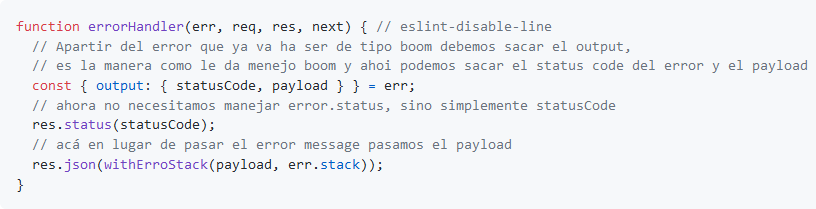 function errorHandler(err, req, res, next) { // eslint-disable-line
// Apartir del error que ya va ha ser de tipo boom debemos sacar el output,
// es la manera como le da menejo boom y ahoi podemos sacar el status code del error y el payload
const { output: { statusCode, payload } } = err;
// ahora no necesitamos manejar error.status, sino simplemente statusCode
res.status(statusCode);
// acá en lugar de pasar el error message pasamos el payload
res.json(withErroStack(payload, err.stack));
}